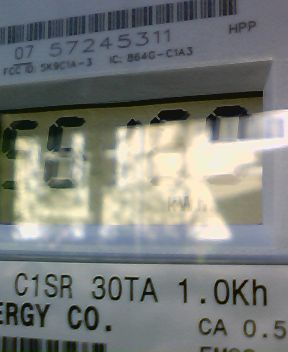 HPP
07 57245311
FCC ID: SK9C1A-3 IC: 864G-C1A3
C1SR 30TA 1.0Kh
ERGY CO.
CA 0.5